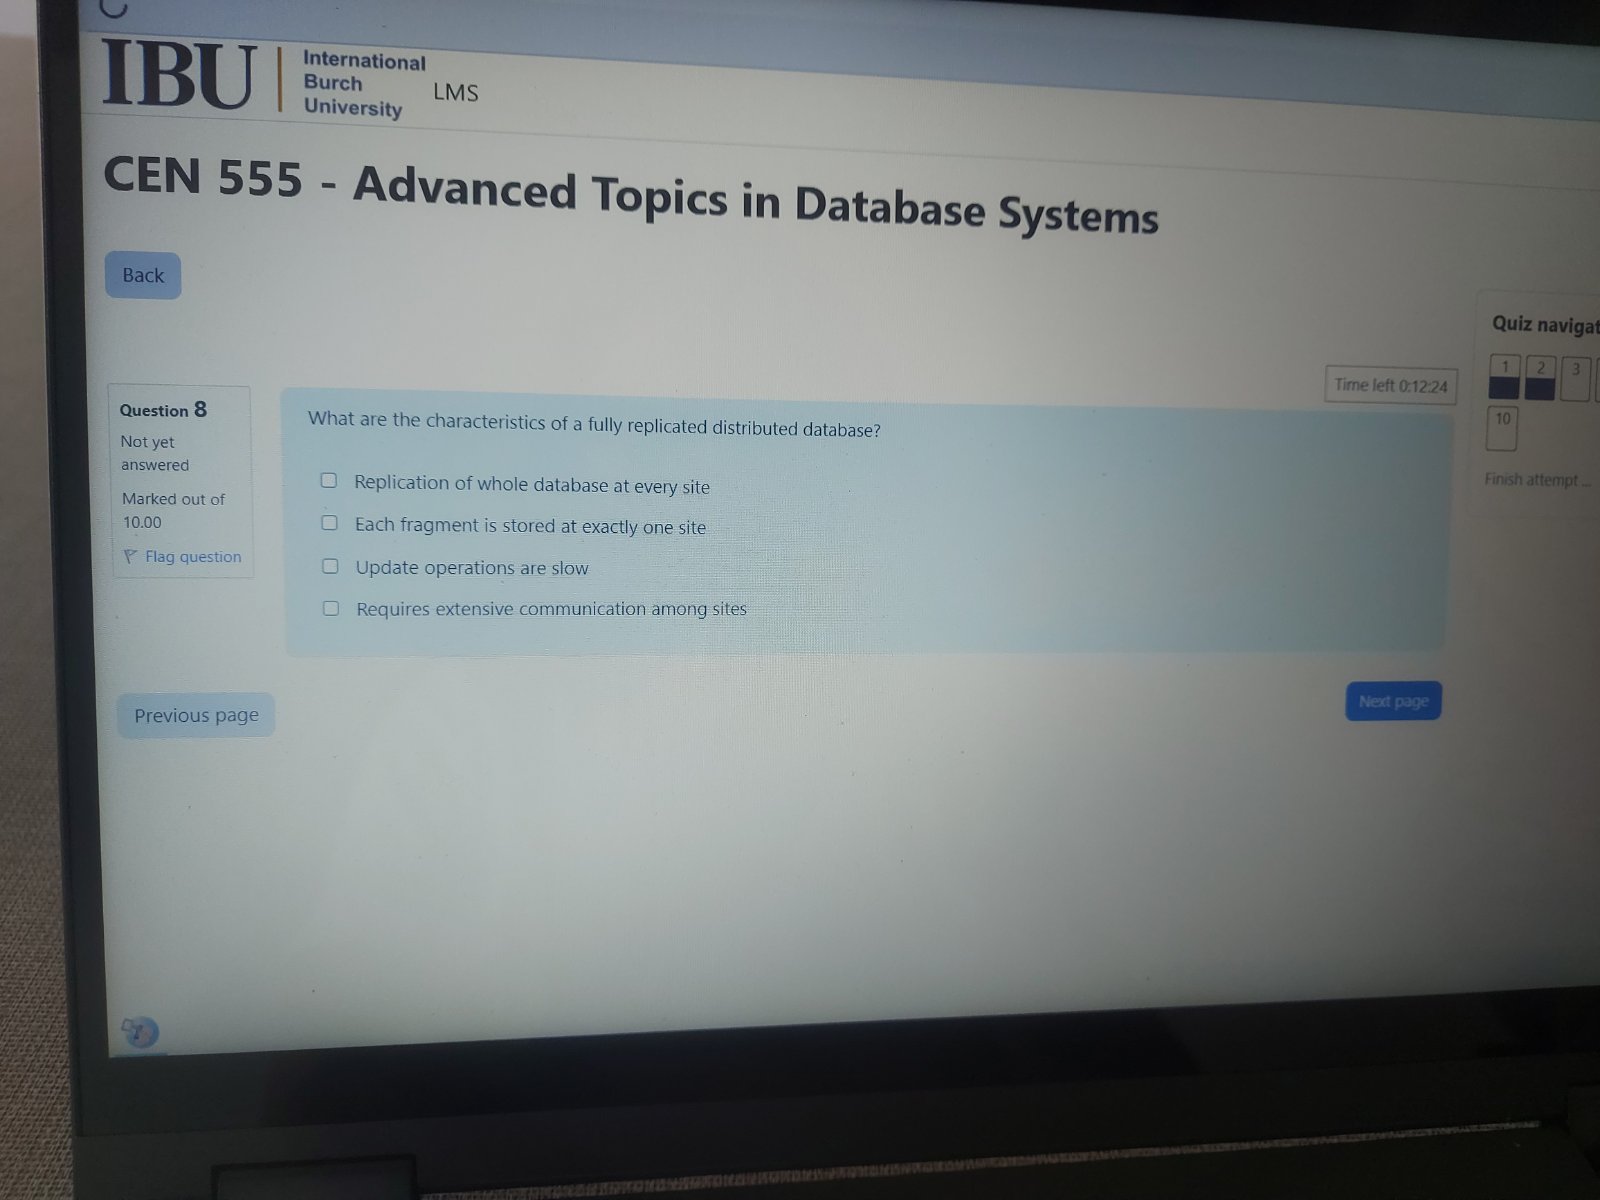 IBU
International
Burch
University
LMS
CEN 555 - Advanced Topics in Database Systems
Back
Quiz navigat
1 2 3
10
Finish attempt ...
Time left 0:12:24
Question 8
Not yet
answered
Marked out of
10.00
Flag question
What are the characteristics of a fully replicated distributed database?
Replication of whole database at every site
Each fragment is stored at exactly one site
Update operations are slow
Requires extensive communication among sites
Previous page
Next page